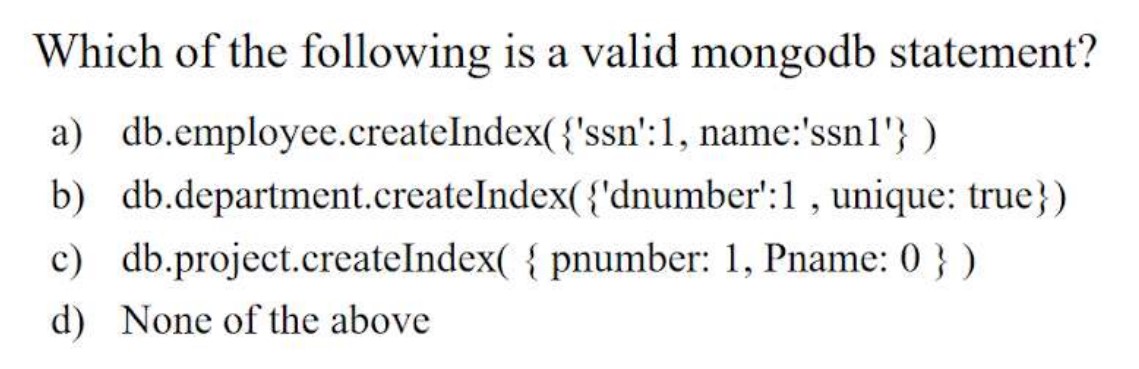 Which of the following is a valid mongodb statement?
a) db.employee.createIndex({'ssn':1, name:'ssn1'} )
b) db.department.createIndex({'dnumber':1 , unique: true})
c) db.project.createIndex( { pnumber: 1, Pname: 0 } )
d) None of the above